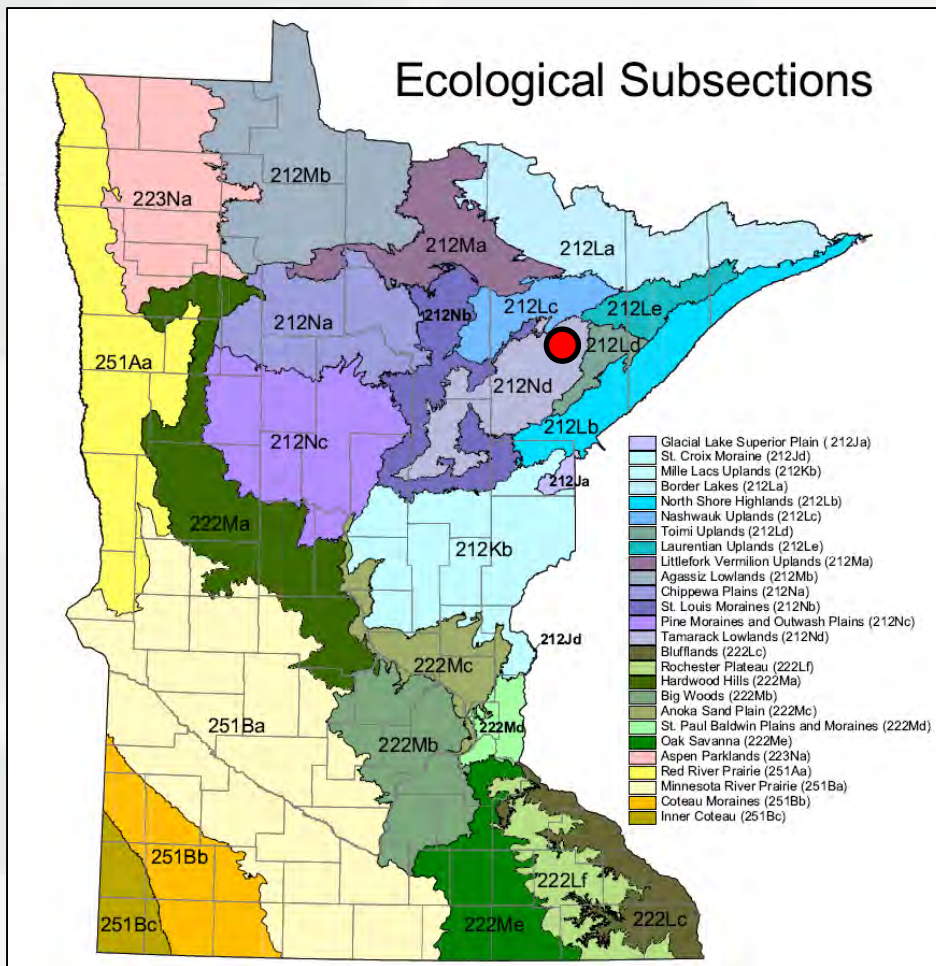 Ecological Subsections
212Mb
223Na
212Ma
212La
212Lc
212Le
212Nb
212Na
212Ld
251Aa
212Nd
212Lb
212Nc
212Ja
222Ma
212Kb
212Jd
222Mc
251Ba
222Md
222Mb
251Bb
222Lf
251Bc
222Me
222Lc
Glacial Lake Superior Plain ( 212Ja)
St. Croix Moraine (212Jd)
Mille Lacs Uplands (212Kb)
Border Lakes (212La)
North Shore Highlands (212Lb)
Nashwauk Uplands (212Lc)
Toimi Uplands (212Ld)
Laurentian Uplands (212Le)
Littlefork Vermilion Uplands (212Ma)
Agassiz Lowlands (212Mb)
Chippewa Plains (212Na)
St. Louis Moraines (212Nb)
Pine Moraines and Outwash Plains (212Nc)
Tamarack Lowlands (212Nd)
Blufflands (222Lc)
Rochester Plateau (222Lf)
Hardwood Hills (222Ma)
Big Woods (222Mb)
Anoka Sand Plain (222Mc)
St. Paul Baldwin Plains and Moraines (222Md)
Oak Savanna (222Me)
Aspen Parklands (223Na)
Red River Prairie (251Aa)
Minnesota River Prairie (251Ba)
Coteau Moraines (251Bb)
Inner Coteau (251Bc)